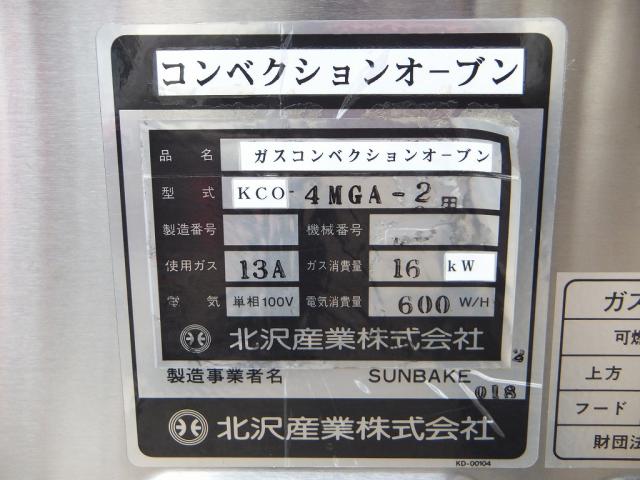 コンベクションオーブン
品名 ガスコンベクションオーブン
型式 KCO-4MGA-2
製造番号 機械番号
使用ガス 13A ガス消費量 16 kW
電気 単相100V 電気消費量 600 W/H
北沢産業株式会社
製造事業者名 SUNBAKE
018
北沢産業株式会社
KD-00104
ガス
可燃
上方
フード
財団法